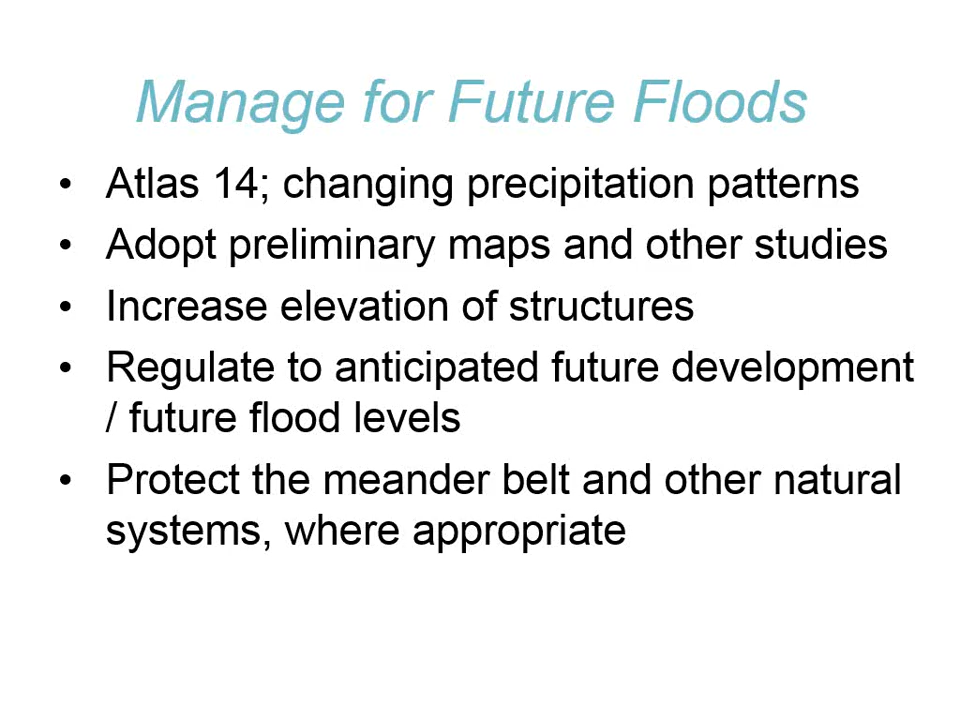 Manage for Future Floods
• Atlas 14; changing precipitation patterns
• Adopt preliminary maps and other studies
• Increase elevation of structures
• Regulate to anticipated future development
/ future flood levels
• Protect the meander belt and other natural
systems, where appropriate